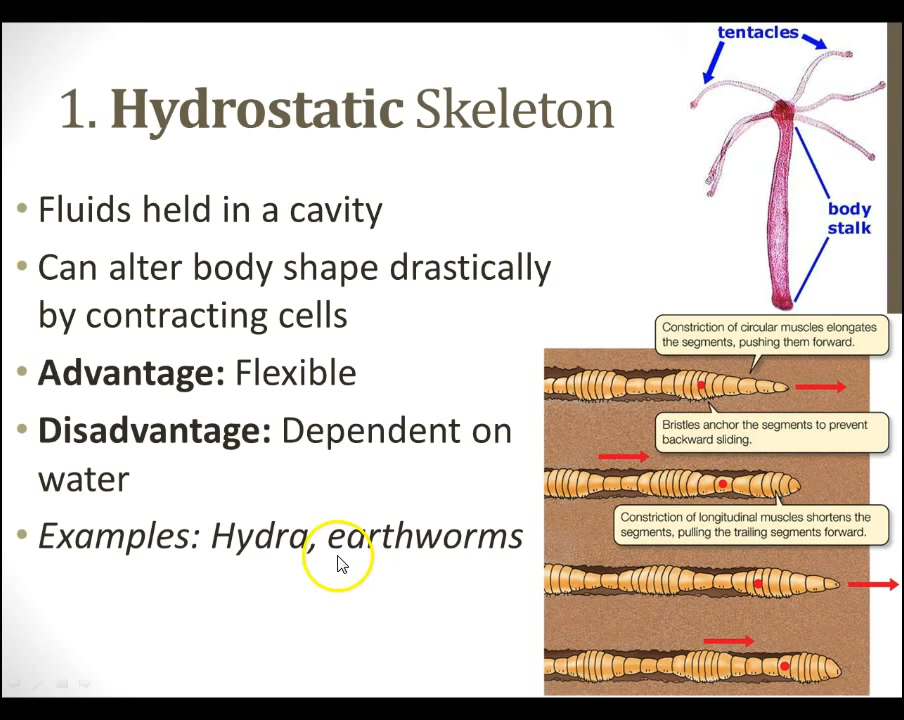 1. Hydrostatic Skeleton
• Fluids held in a cavity
• Can alter body shape drastically
by contracting cells
• Advantage: Flexible
• Disadvantage: Dependent on
water
• Examples: Hydra, earthworms
tentacles
body
stalk
Constriction of circular muscles elongates
the segments, pushing them forward.
Bristles anchor the segments to prevent
backward sliding.
Constriction of longitudinal muscles shortens the
segments, pulling the trailing segments forward.